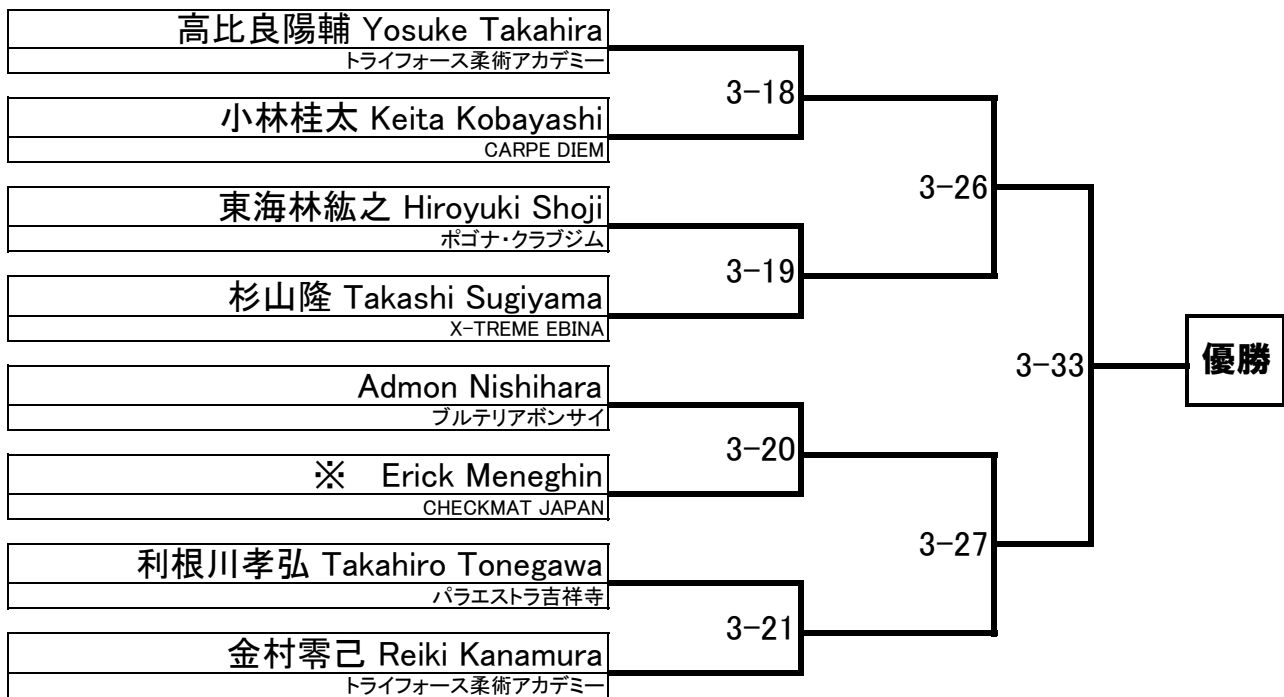 高比良陽輔 Yosuke Takahira
トライフォース柔術アカデミー
3-18
小林桂太 Keita Kobayashi
CARPE DIEM
3-26
東海林紘之 Hiroyuki Shoji
ポゴナ・クラブジム
3-19
杉山隆 Takashi Sugiyama
X-TREME EBINA
3-33
優勝
Admon Nishihara
ブルテリアボンサイ
3-20
※ Erick Meneghin
CHECKMAT JAPAN
3-27
利根川孝弘 Takahiro Tonegawa
パラエストラ吉祥寺
3-21
金村零己 Reiki Kanamura
トライフォース柔術アカデミー